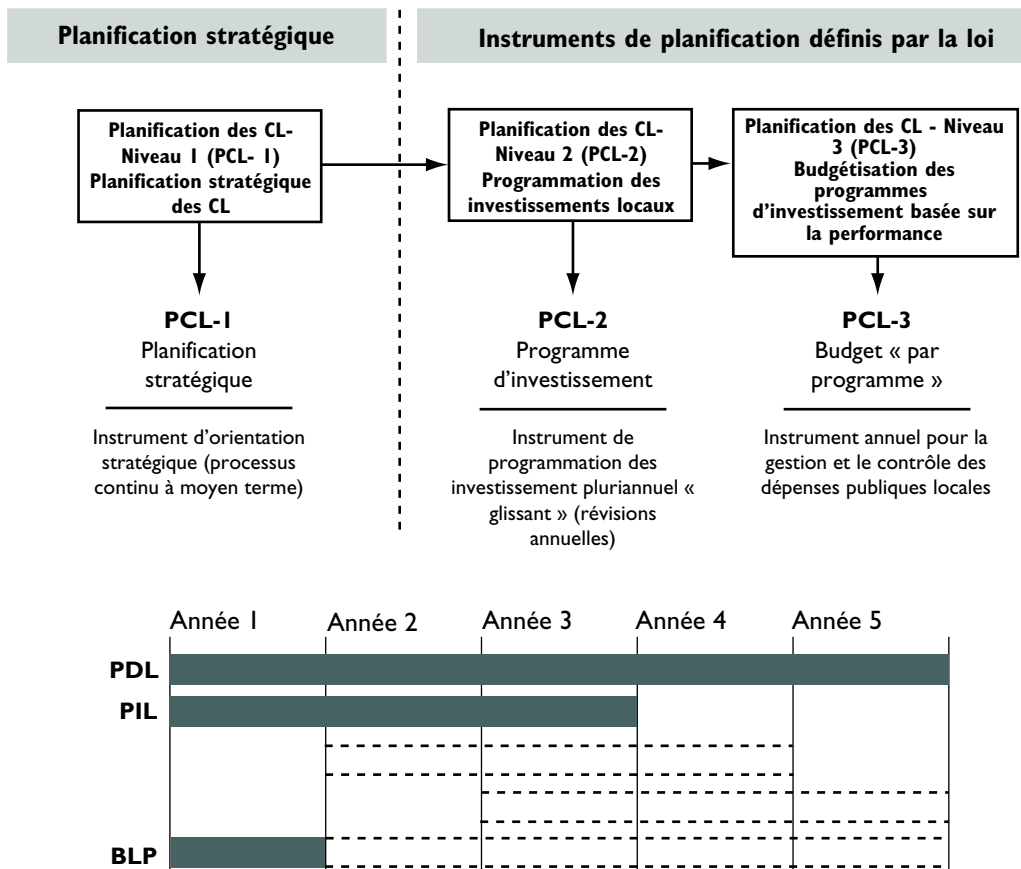 Planification stratégique
Instruments de planification définis par la loi
Planification des CL-
Niveau 1 (PCL- 1)
Planification stratégique
des CL
Planification des CL-
Niveau 2 (PCL-2)
Programmation des
investissements locaux
Planification des CL - Niveau
3 (PCL-3)
Budgétisation des
programmes
d'investissement basée sur
la performance
PCL-1
Planification
stratégique
Instrument d'orientation
stratégique (processus
continu à moyen terme)
PCL-2
Programme
d'investissement
Instrument de
programmation des
investissement pluriannuel «
glissant » (révisions
annuelles)
PCL-3
Budget « par
programme »
Instrument annuel pour la
gestion et le contrôle des
dépenses publiques locales
Année 1 Année 2 Année 3 Année 4 Année 5
PDL
PIL
BLP